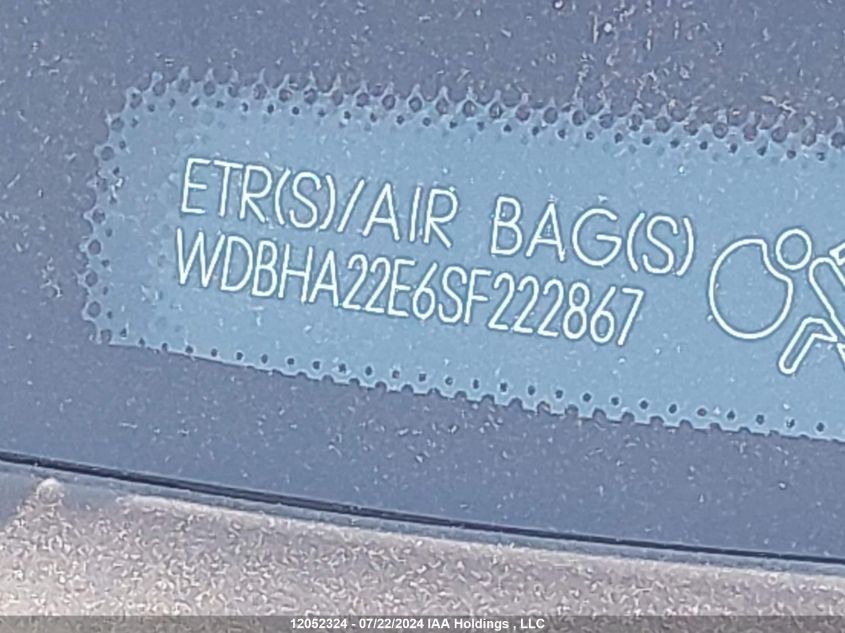 ETR(S)/AIR BAG(S)
WDBHA22E6SF222867
12052324 - 07/22/2024 IAA Holdings , LLC